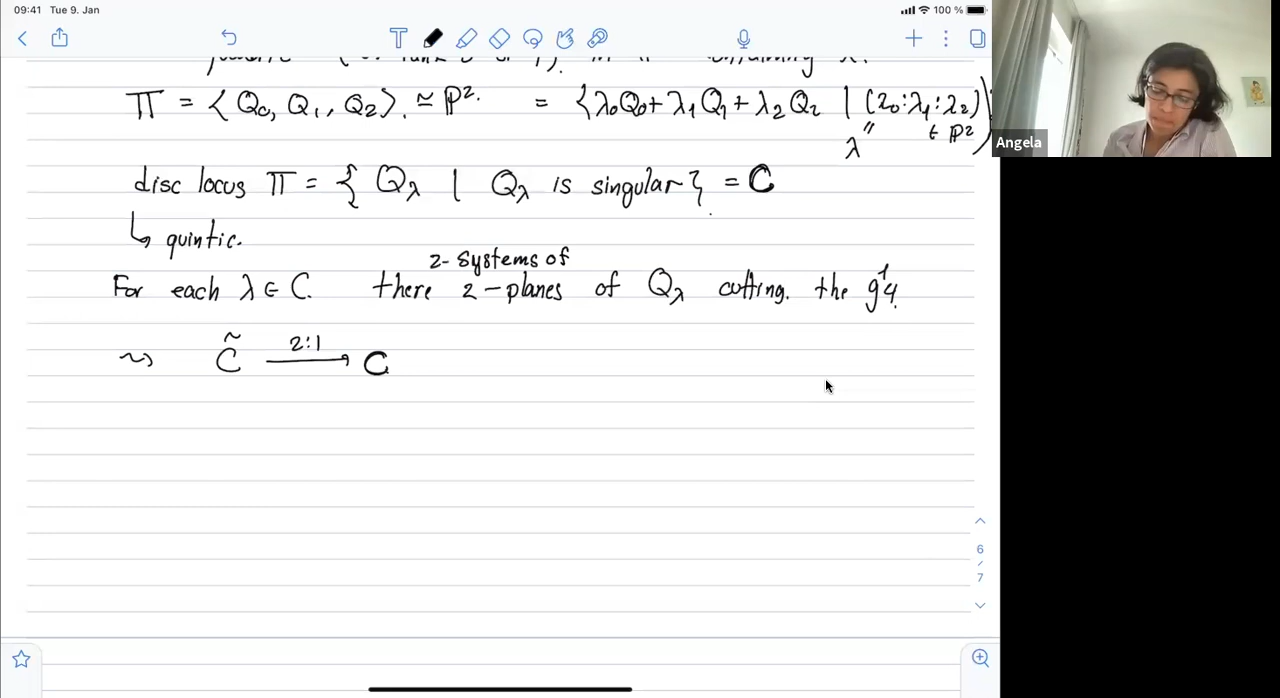 09:41 Tue 9. Jan
100 %
Π = ⟨ Q₀, Q₁, Q₂ ⟩. ≃ ℙ². = { λ₀Q₀ + λ₁Q₁ + λ₂Q₂ | (λ₀:λ₁:λ₂) }
λ " ∈ ℙ²
Angela
disc locus Π = { Q_λ | Q_λ is singular } = C
↳ quintic.
2-systems of
For each λ ∈ C. there 2-planes of Q_λ cutting. the g¹₄.
⇝ C̃ —2:1→ C
6
/
7